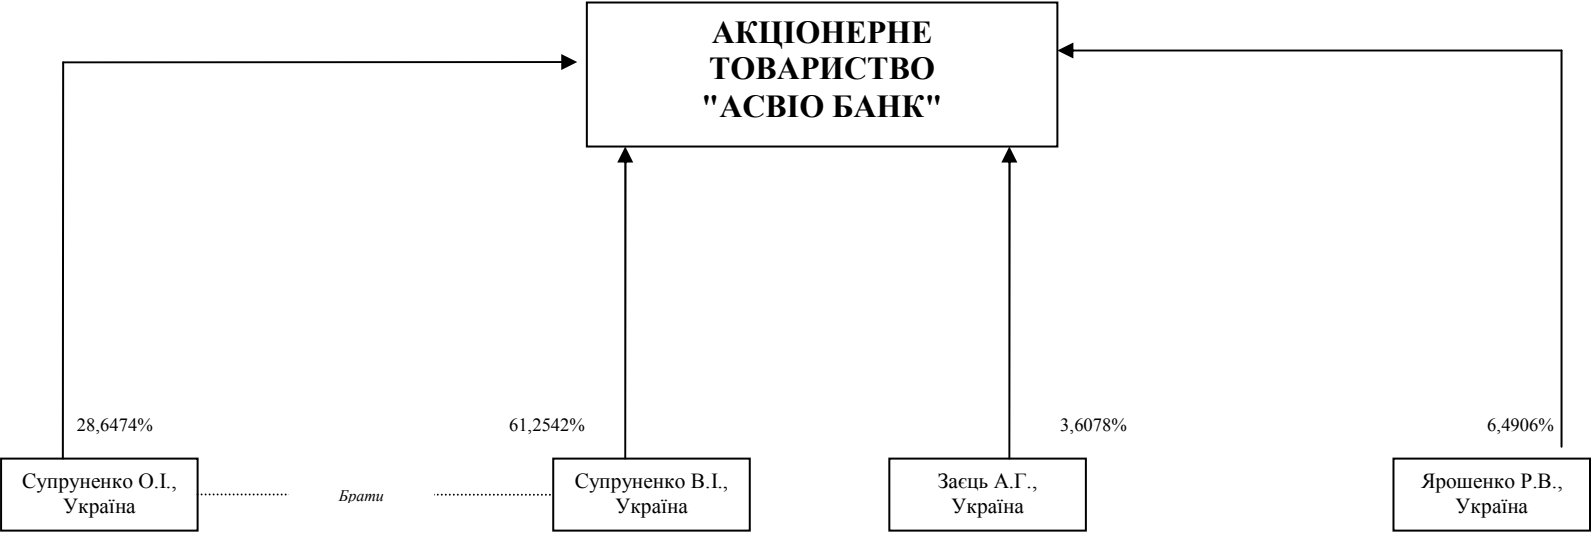 АКЦІОНЕРНЕ
ТОВАРИСТВО
"АСВІО БАНК"
28,6474%
61,2542%
3,6078%
6,4906%
Супруненко О.І.,
Україна
Брати
Супруненко В.І.,
Україна
Заєць А.Г.,
Україна
Ярошенко Р.В.,
Україна